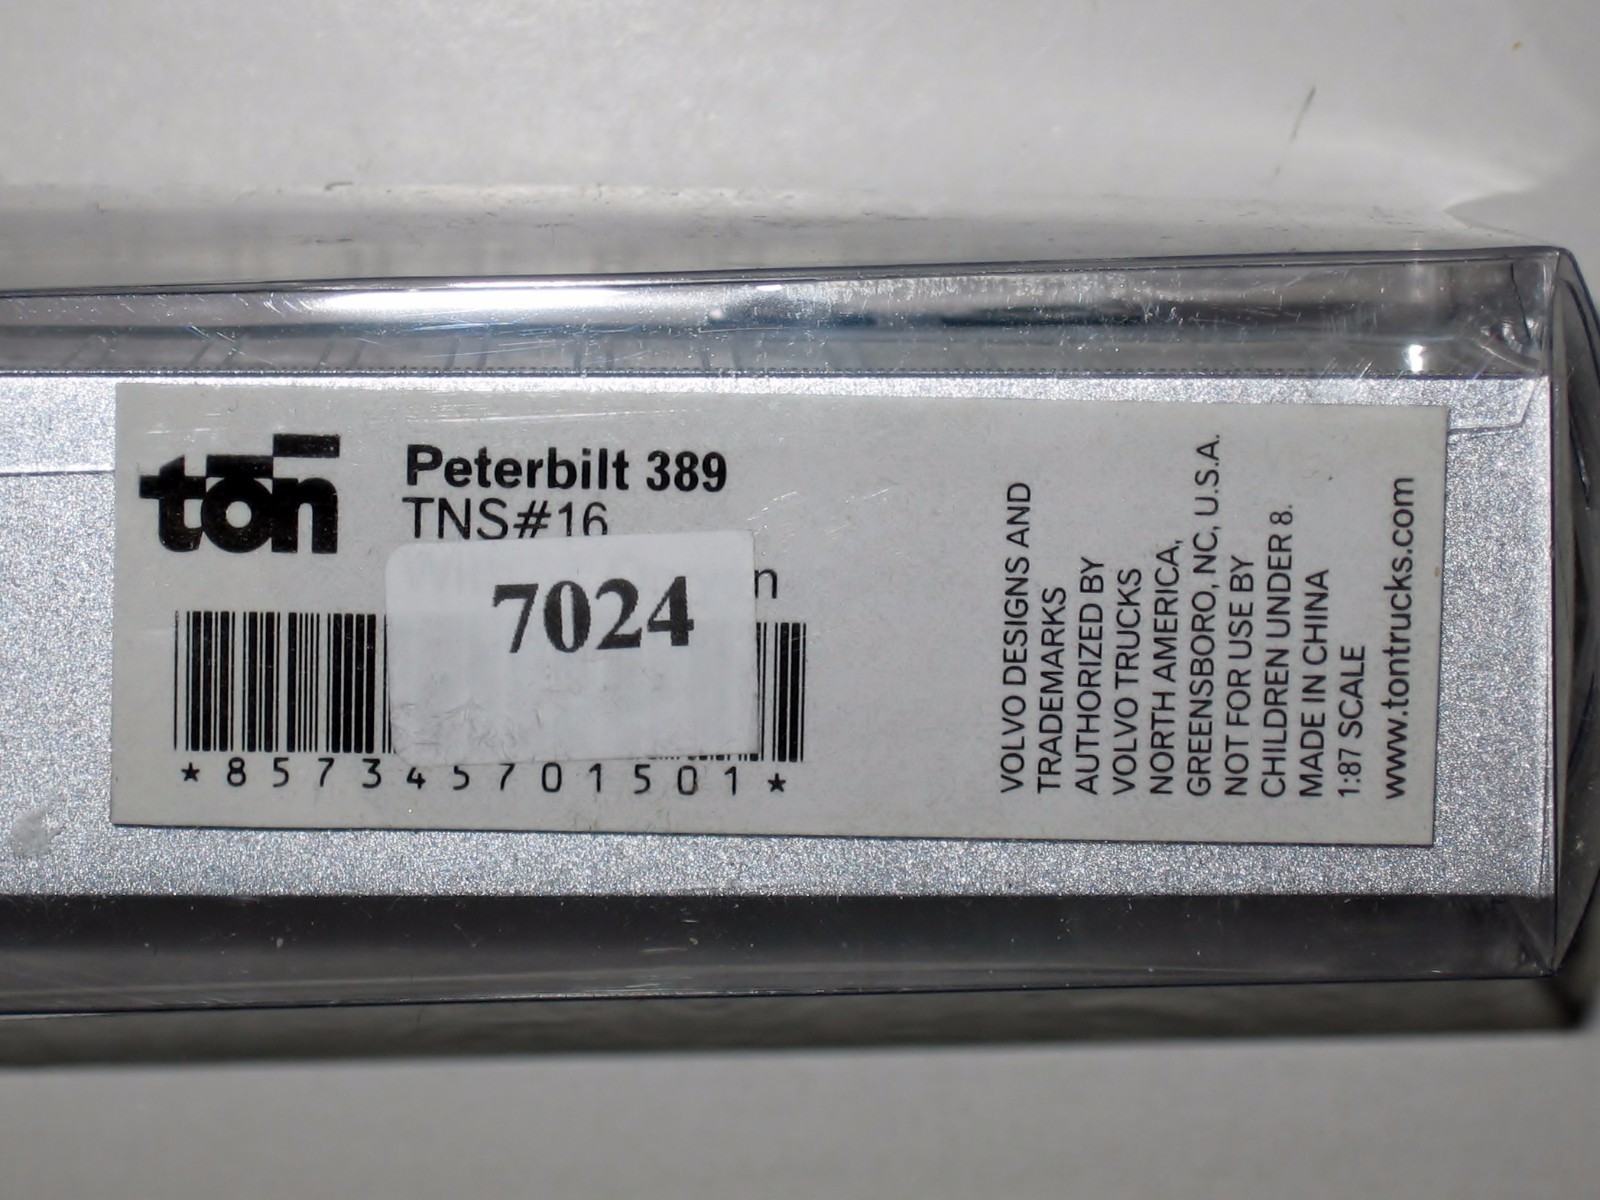 ton
Peterbilt 389
TNS#16
7024
*857345701501*
VOLVO DESIGNS AND
TRADEMARKS
AUTHORIZED BY
VOLVO TRUCKS
NORTH AMERICA,
GREENSBORO, NC, U.S.A.
NOT FOR USE BY
CHILDREN UNDER 8.
MADE IN CHINA
1:87 SCALE
www.tontrucks.com